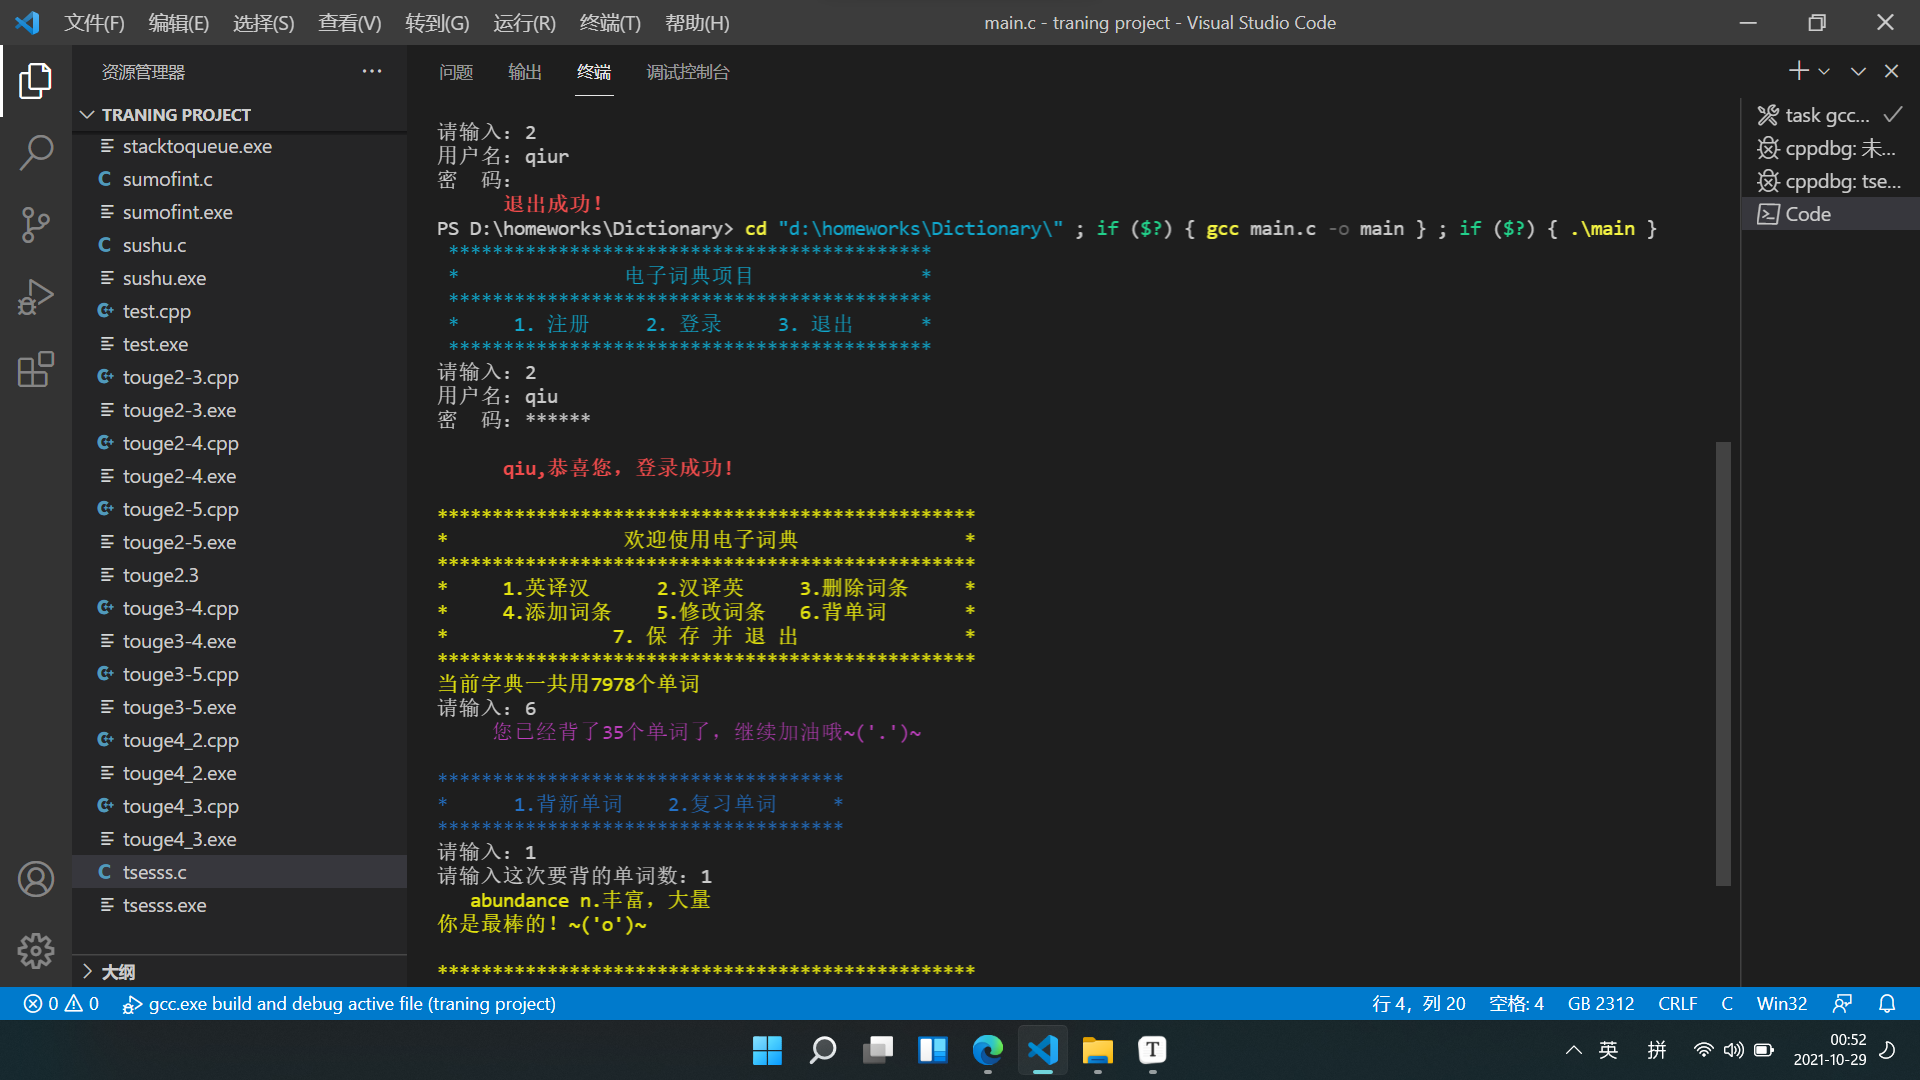 文件(F) 编辑(E) 选择(S) 查看(V) 转到(G) 运行(R) 终端(T) 帮助(H)
main.c - traning project - Visual Studio Code
资源管理器
TRANING PROJECT
stacktoqueue.exe
sumofint.c
sumofint.exe
sushu.c
sushu.exe
test.cpp
test.exe
touge2-3.cpp
touge2-3.exe
touge2-4.cpp
touge2-4.exe
touge2-5.cpp
touge2-5.exe
touge2.3
touge3-4.cpp
touge3-4.exe
touge3-5.cpp
touge3-5.exe
touge4_2.cpp
touge4_2.exe
touge4_3.cpp
touge4_3.exe
tsesss.c
tsesss.exe
大纲
问题 输出 终端 调试控制台
请输入：2
用户名：qiur
密 码：
退出成功！
PS D:\homeworks\Dictionary> cd "d:\homeworks\Dictionary\" ; if ($?) { gcc main.c -o main } ; if ($?) { .\main }
********************************************
* 电子词典项目 *
********************************************
* 1. 注册 2. 登录 3. 退出 *
********************************************
请输入：2
用户名：qiu
密 码：******
qiu,恭喜您，登录成功！
*************************************************
* 欢迎使用电子词典 *
*************************************************
* 1.英译汉 2.汉译英 3.删除词条 *
* 4.添加词条 5.修改词条 6.背单词 *
* 7. 保 存 并 退 出 *
*************************************************
当前字典一共用7978个单词
请输入：6
您已经背了35个单词了，继续加油哦~('.')~
*************************************
* 1.背新单词 2.复习单词 *
*************************************
请输入：1
请输入这次要背的单词数：1
abundance n.丰富，大量
你是最棒的！~('o')~
*************************************************
task gcc...
cppdbg: 未...
cppdbg: tse...
Code
0 0 gcc.exe build and debug active file (traning project)
行 4，列 20 空格: 4 GB 2312 CRLF C Win32
英 拼
00:52
2021-10-29